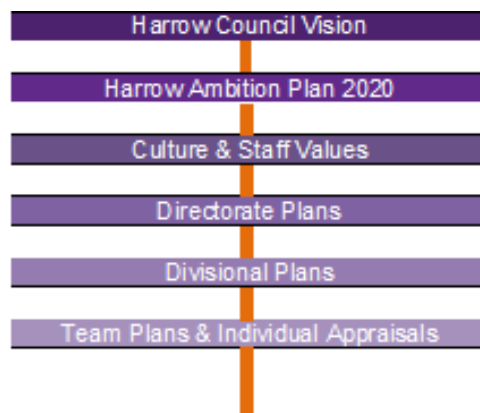 Harrow Council Vision
Harrow Ambition Plan 2020
Culture & Staff Values
Directorate Plans
Divisional Plans
Team Plans & Individual Appraisals